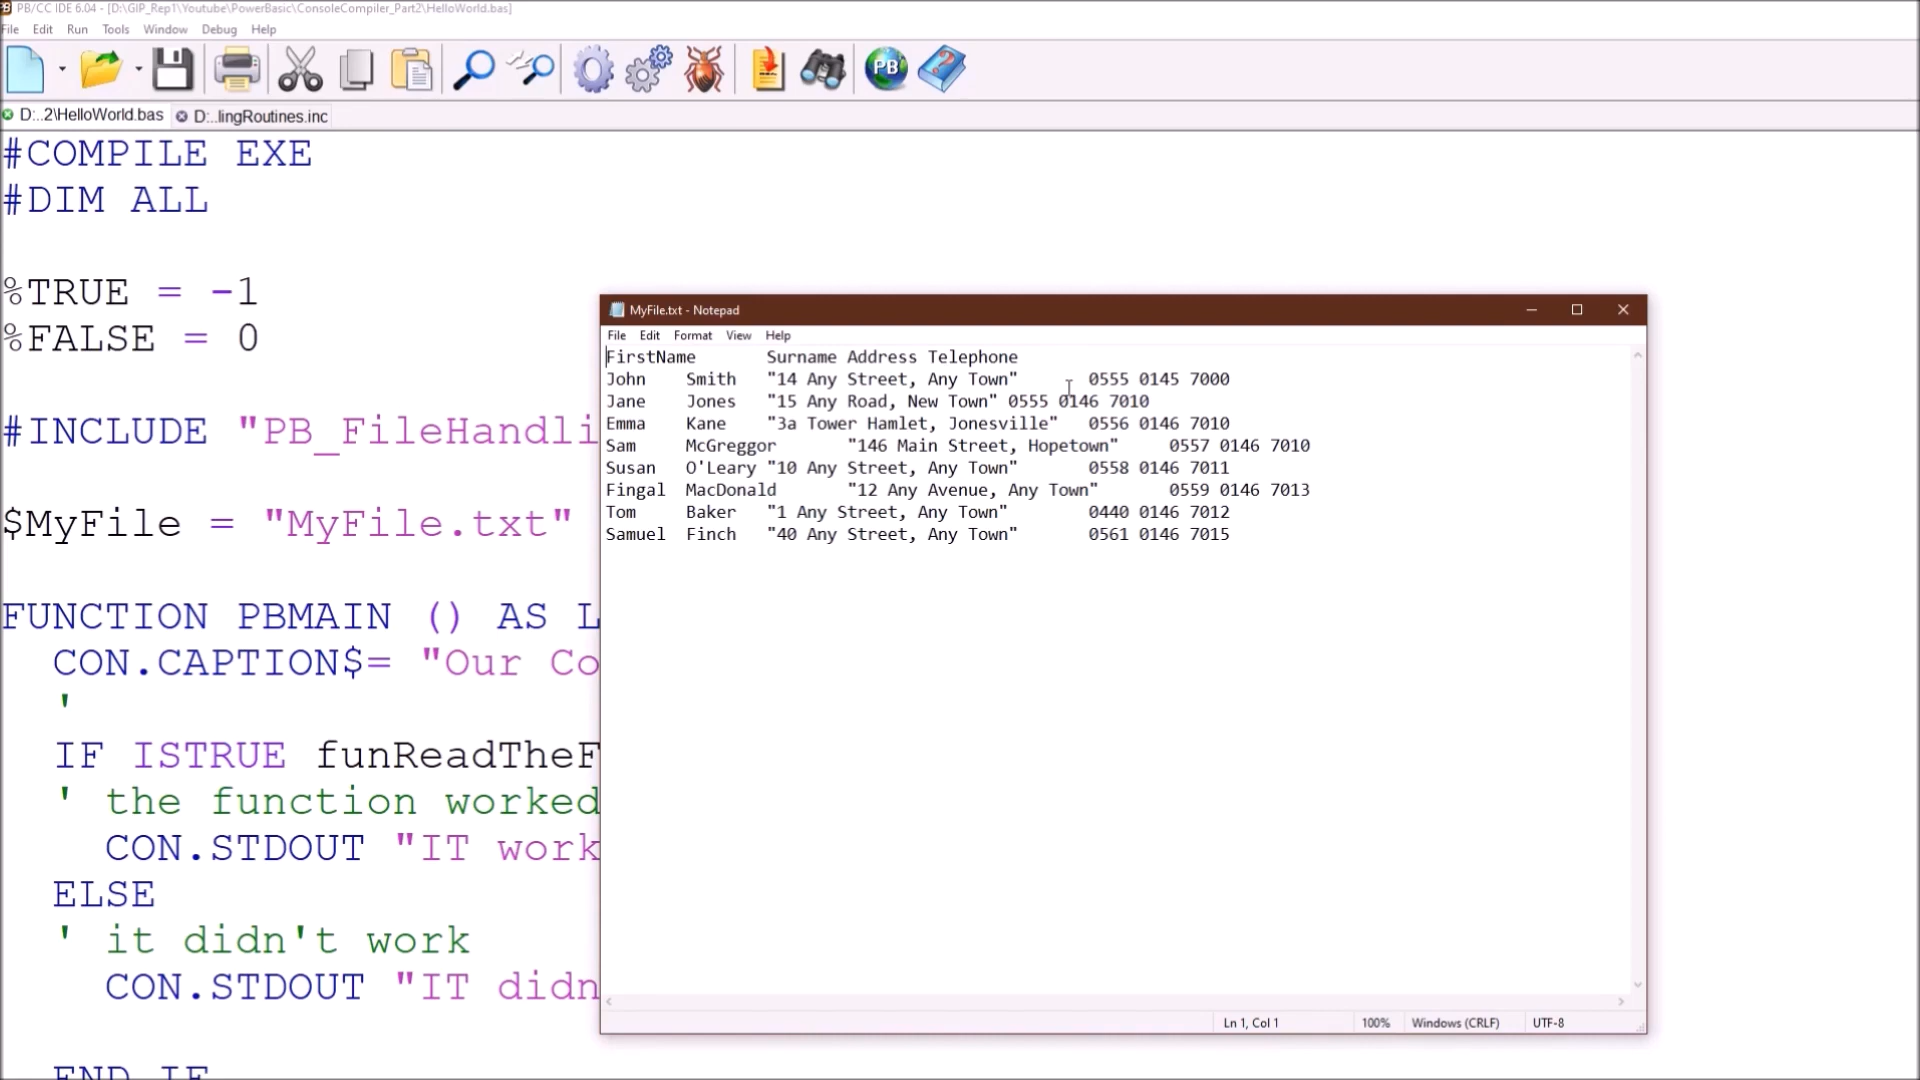 PB/CC IDE 6.04 - [D:\GIP_Rep1\Youtube\PowerBasic\ConsoleCompiler_Part2\HelloWorld.bas]
File Edit Run Tools Window Debug Help
PB
D:..2\HelloWorld.bas D:..lingRoutines.inc
#COMPILE EXE
#DIM ALL
%TRUE = -1
%FALSE = 0
#INCLUDE "PB_FileHandli
$MyFile = "MyFile.txt"
FUNCTION PBMAIN () AS L
CON.CAPTION$= "Our Co
'
IF ISTRUE funReadTheF
' the function worked
CON.STDOUT "IT work
ELSE
' it didn't work
CON.STDOUT "IT didn
END IF
MyFile.txt - Notepad
File Edit Format View Help
FirstName Surname Address Telephone
John Smith "14 Any Street, Any Town" 0555 0145 7000
Jane Jones "15 Any Road, New Town" 0555 0146 7010
Emma Kane "3a Tower Hamlet, Jonesville" 0556 0146 7010
Sam McGreggor "146 Main Street, Hopetown" 0557 0146 7010
Susan O'Leary "10 Any Street, Any Town" 0558 0146 7011
Fingal MacDonald "12 Any Avenue, Any Town" 0559 0146 7013
Tom Baker "1 Any Street, Any Town" 0440 0146 7012
Samuel Finch "40 Any Street, Any Town" 0561 0146 7015
Ln 1, Col 1 100% Windows (CRLF) UTF-8